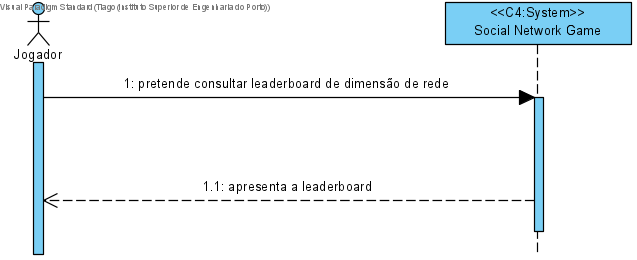 Visual Paradigm Standard (Tiago (Instituto Superior de Engenharia do Porto))
<<C4:System>>
Social Network Game
Jogador
1: pretende consultar leaderboard de dimensão de rede
1.1: apresenta a leaderboard